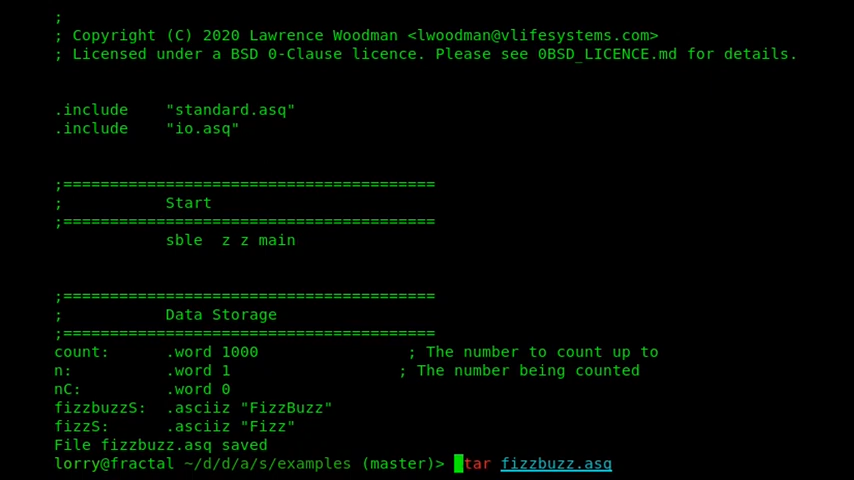 ;
; Copyright (C) 2020 Lawrence Woodman <lwoodman@vlifesystems.com>
; Licensed under a BSD 0-Clause licence. Please see 0BSD_LICENCE.md for details.
.include    "standard.asq"
.include    "io.asq"
;========================================
;           Start
;========================================
            sble  z z main
;========================================
;           Data Storage
;========================================
count:      .word 1000                ; The number to count up to
n:          .word 1                  ; The number being counted
nC:         .word 0
fizzbuzzS:  .asciiz "FizzBuzz"
fizzS:      .asciiz "Fizz"
File fizzbuzz.asq saved
lorry@fractal ~/d/d/a/s/examples (master)> tar fizzbuzz.asq